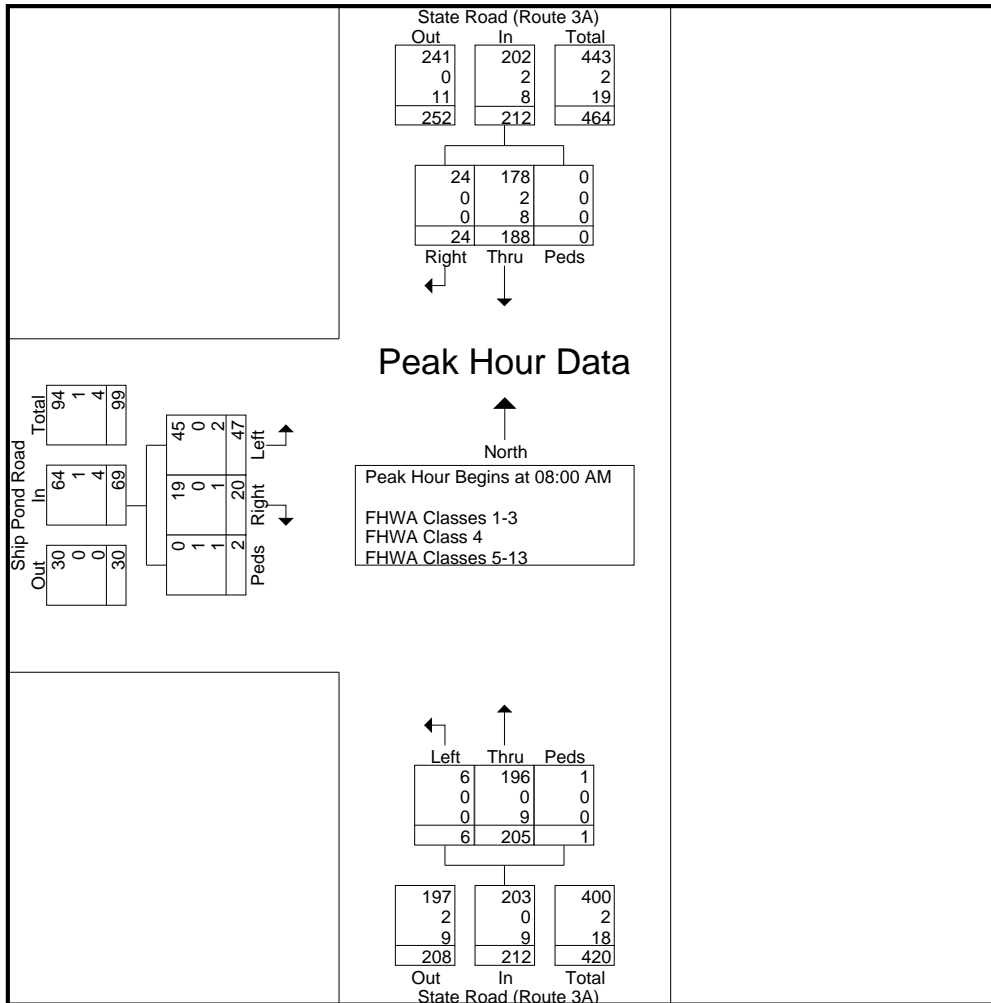 State Road (Route 3A)
Out In Total
241 202 443
0 2 2
11 8 19
252 212 464
24 178 0
0 2 0
0 8 0
24 188 0
Right Thru Peds
Peak Hour Data
North
Peak Hour Begins at 08:00 AM
FHWA Classes 1-3
FHWA Class 4
FHWA Classes 5-13
Ship Pond Road
Out In Total
30 64 94
0 1 1
0 4 4
30 69 99
0 19 45
1 0 0
1 1 2
2 20 47
Peds Right Left
Left Thru Peds
6 196 1
0 0 0
0 9 0
6 205 1
197 203 400
2 0 2
9 9 18
208 212 420
Out In Total
State Road (Route 3A)